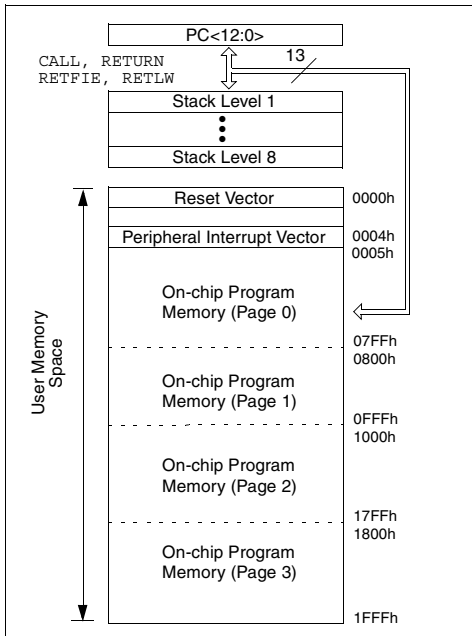 PC<12:0>
CALL, RETURN
RETFIE, RETLW
13
Stack Level 1
Stack Level 8
Reset Vector
0000h
Peripheral Interrupt Vector
0004h
0005h
On-chip Program
Memory (Page 0)
07FFh
0800h
On-chip Program
Memory (Page 1)
0FFFh
1000h
On-chip Program
Memory (Page 2)
17FFh
1800h
On-chip Program
Memory (Page 3)
1FFFh
User Memory
Space